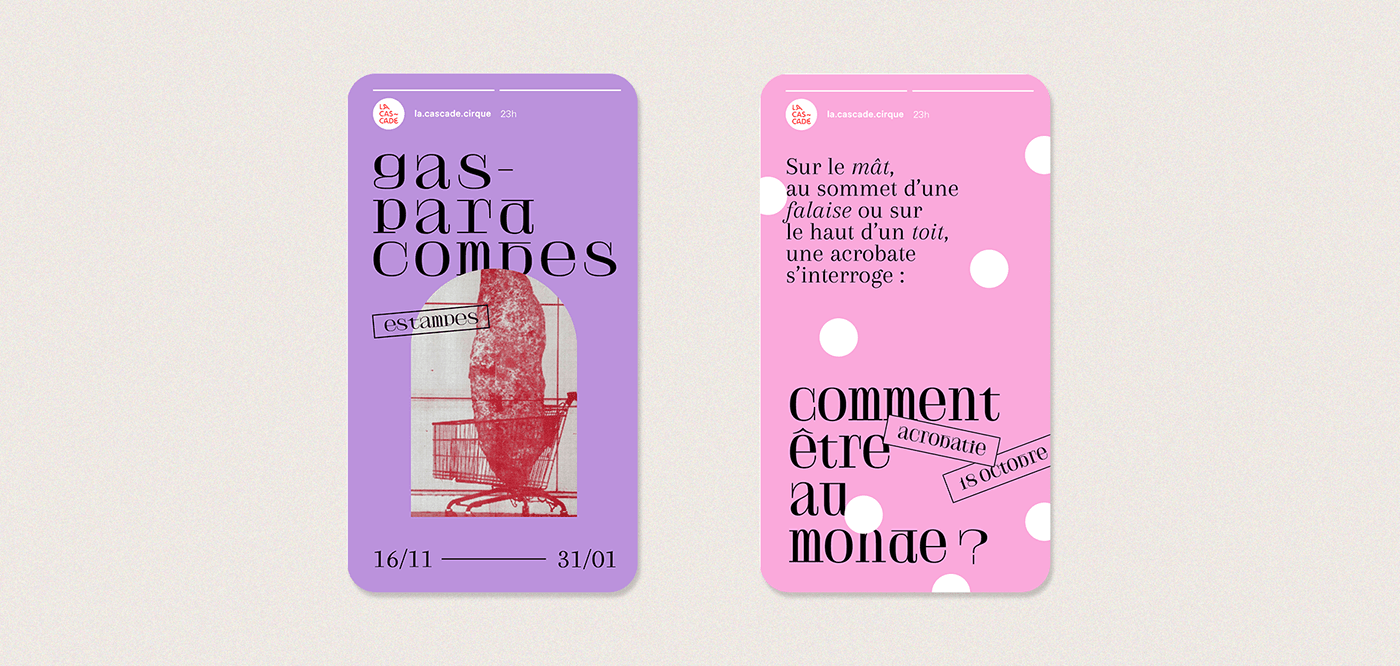 LA
CAS~
CADE
la.cascade.cirque 23h
gas-
pard
combes
estampes
16/11 31/01
LA
CAS~
CADE
la.cascade.cirque 23h
Sur le mât,
au sommet d’une
falaise ou sur
le haut d’un toit,
une acrobate
s’interroge :
comment
être
acrobatie
18 octobre
au
monde ?